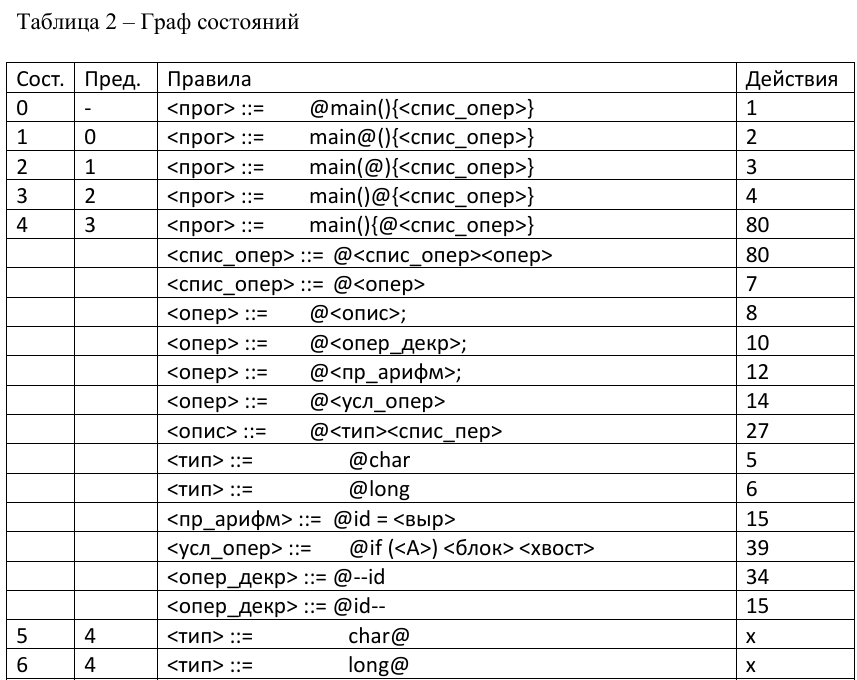 Таблица 2 – Граф состояний
Сост. Пред. Правила Действия
0 - <прог> ::= @main(){<спис_опер>} 1
1 0 <прог> ::= main@(){<спис_опер>} 2
2 1 <прог> ::= main(@){<спис_опер>} 3
3 2 <прог> ::= main()@{<спис_опер>} 4
4 3 <прог> ::= main(){@<спис_опер>} 80
<спис_опер> ::= @<спис_опер><опер> 80
<спис_опер> ::= @<опер> 7
<опер> ::= @<опис>; 8
<опер> ::= @<опер_декр>; 10
<опер> ::= @<пр_арифм>; 12
<опер> ::= @<усл_опер> 14
<опис> ::= @<тип><спис_пер> 27
<тип> ::= @char 5
<тип> ::= @long 6
<пр_арифм> ::= @id = <выр> 15
<усл_опер> ::= @if (<A>) <блок> <хвост> 39
<опер_декр> ::= @--id 34
<опер_декр> ::= @id-- 15
5 4 <тип> ::= char@ x
6 4 <тип> ::= long@ x